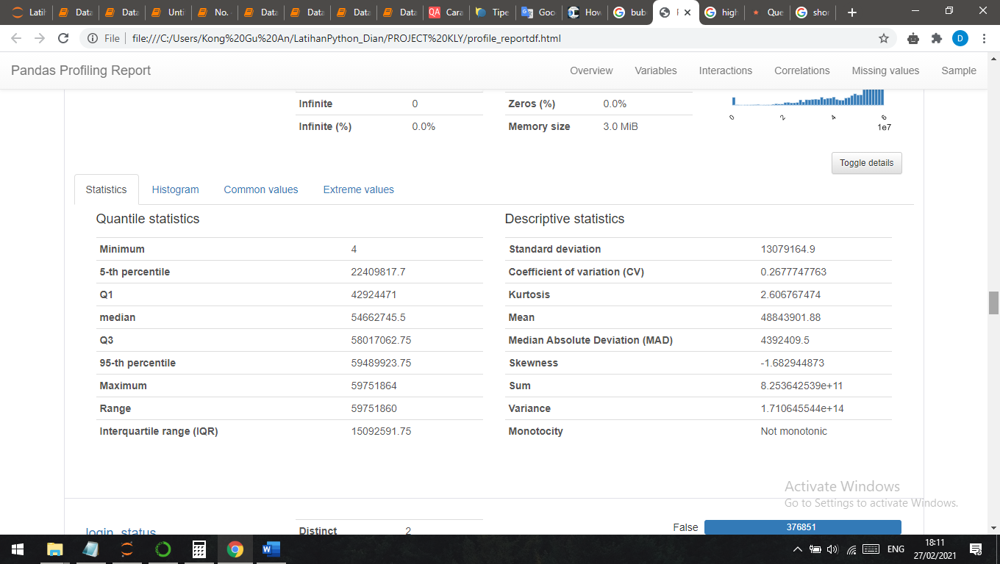 Latih Data Data Unti No. Data Data Data Data QA Cara Tipe Goo How bub F high Que shor
File file:///C:/Users/Kong%20Gu%20An/LatihanPython_Dian/PROJECT%20KLY/profile_reportdf.html D
Pandas Profiling Report Overview Variables Interactions Correlations Missing values Sample
Infinite 0 Zeros (%) 0.0%
Infinite (%) 0.0% Memory size 3.0 MiB
0 2 4 6
1e7
Toggle details
Statistics Histogram Common values Extreme values
Quantile statistics Descriptive statistics
Minimum 4 Standard deviation 13079164.9
5-th percentile 22409817.7 Coefficient of variation (CV) 0.2677747763
Q1 42924471 Kurtosis 2.606767474
median 54662745.5 Mean 48843901.88
Q3 58017062.75 Median Absolute Deviation (MAD) 4392409.5
95-th percentile 59489923.75 Skewness -1.682944873
Maximum 59751864 Sum 8.253642539e+11
Range 59751860 Variance 1.710645544e+14
Interquartile range (IQR) 15092591.75 Monotocity Not monotonic
Activate Windows
Go to Settings to activate Windows.
login_status Distinct 2 False 376851
ENG 18:11
27/02/2021